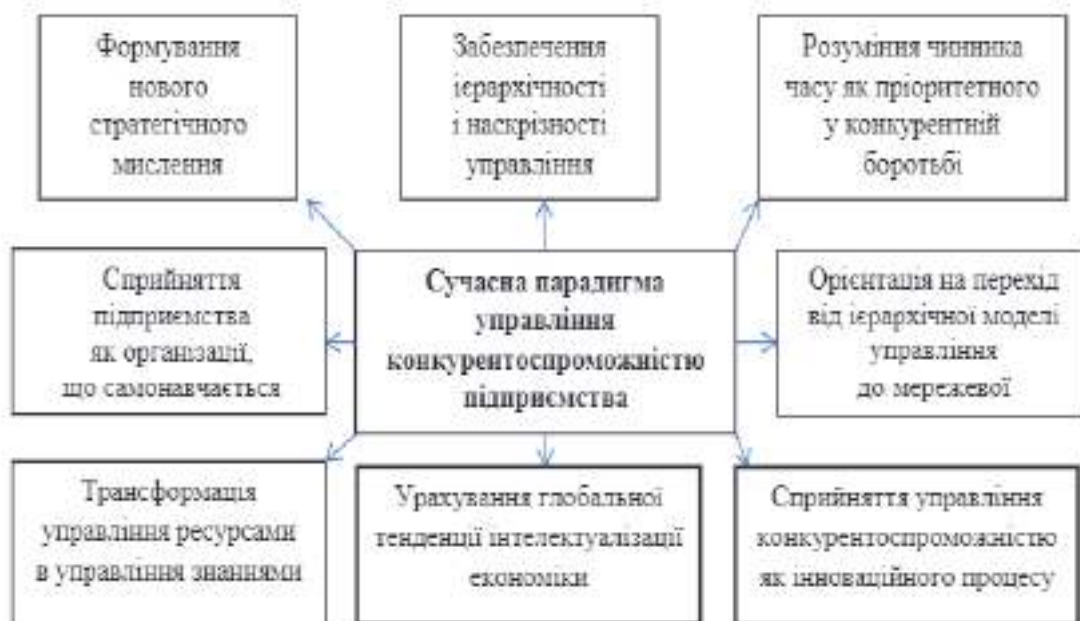 Формування
нового
стратегічного
мислення
Забезпечення
ієрархічності
і наскрізності
управління
Розуміння чинника
часу як пріоритетного
у конкурентній
боротьбі
Сприйняття
підприємства
як організації,
що самонавчається
Сучасна парадигма
управління
конкурентоспроможністю
підприємства
Орієнтація на перехід
від ієрархічної моделі
управління
до мережевої
Трансформація
управління ресурсами
в управління знаннями
Урахування глобальної
тенденції інтелектуалізації
економіки
Сприйняття управління
конкурентоспроможністю
як інноваційного процесу